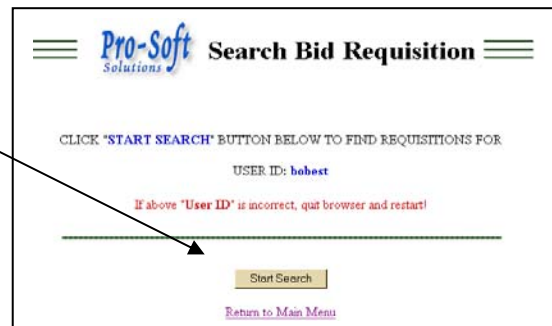 Pro-Soft Search Bid Requisition
Solutions
CLICK "START SEARCH" BUTTON BELOW TO FIND REQUISITIONS FOR
USER ID: bobest
If above "User ID" is incorrect, quit browser and restart!
Start Search
Return to Main Menu